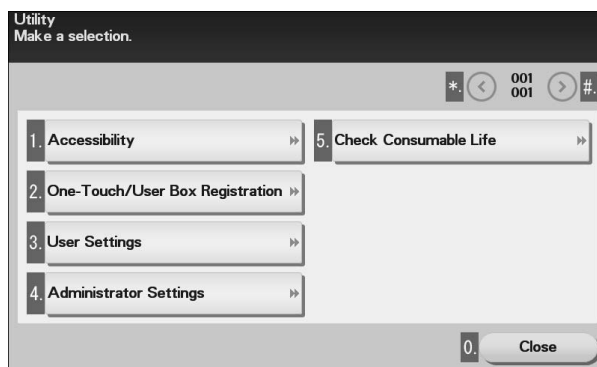 Utility
Make a selection.
*. 001 #.
001
1. Accessibility
5. Check Consumable Life
2. One-Touch/User Box Registration
3. User Settings
4. Administrator Settings
0. Close